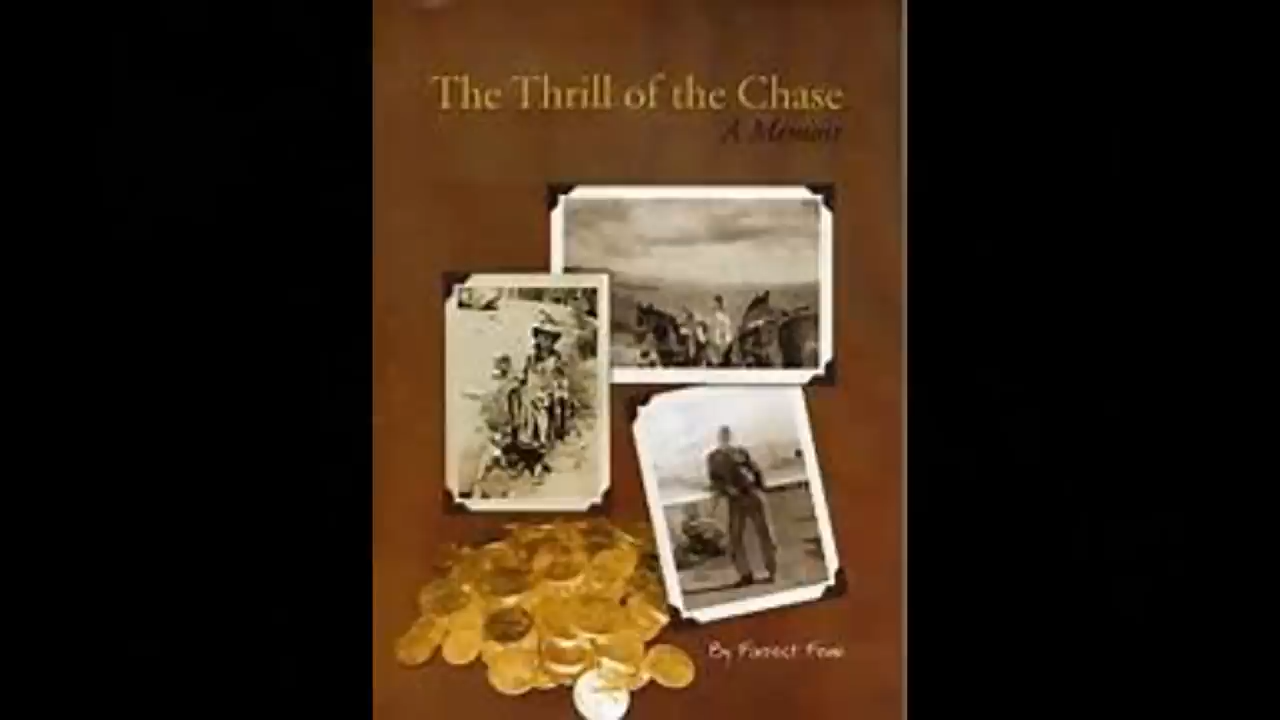 The Thrill of the Chase
A Memoir
By Forrest Fenn